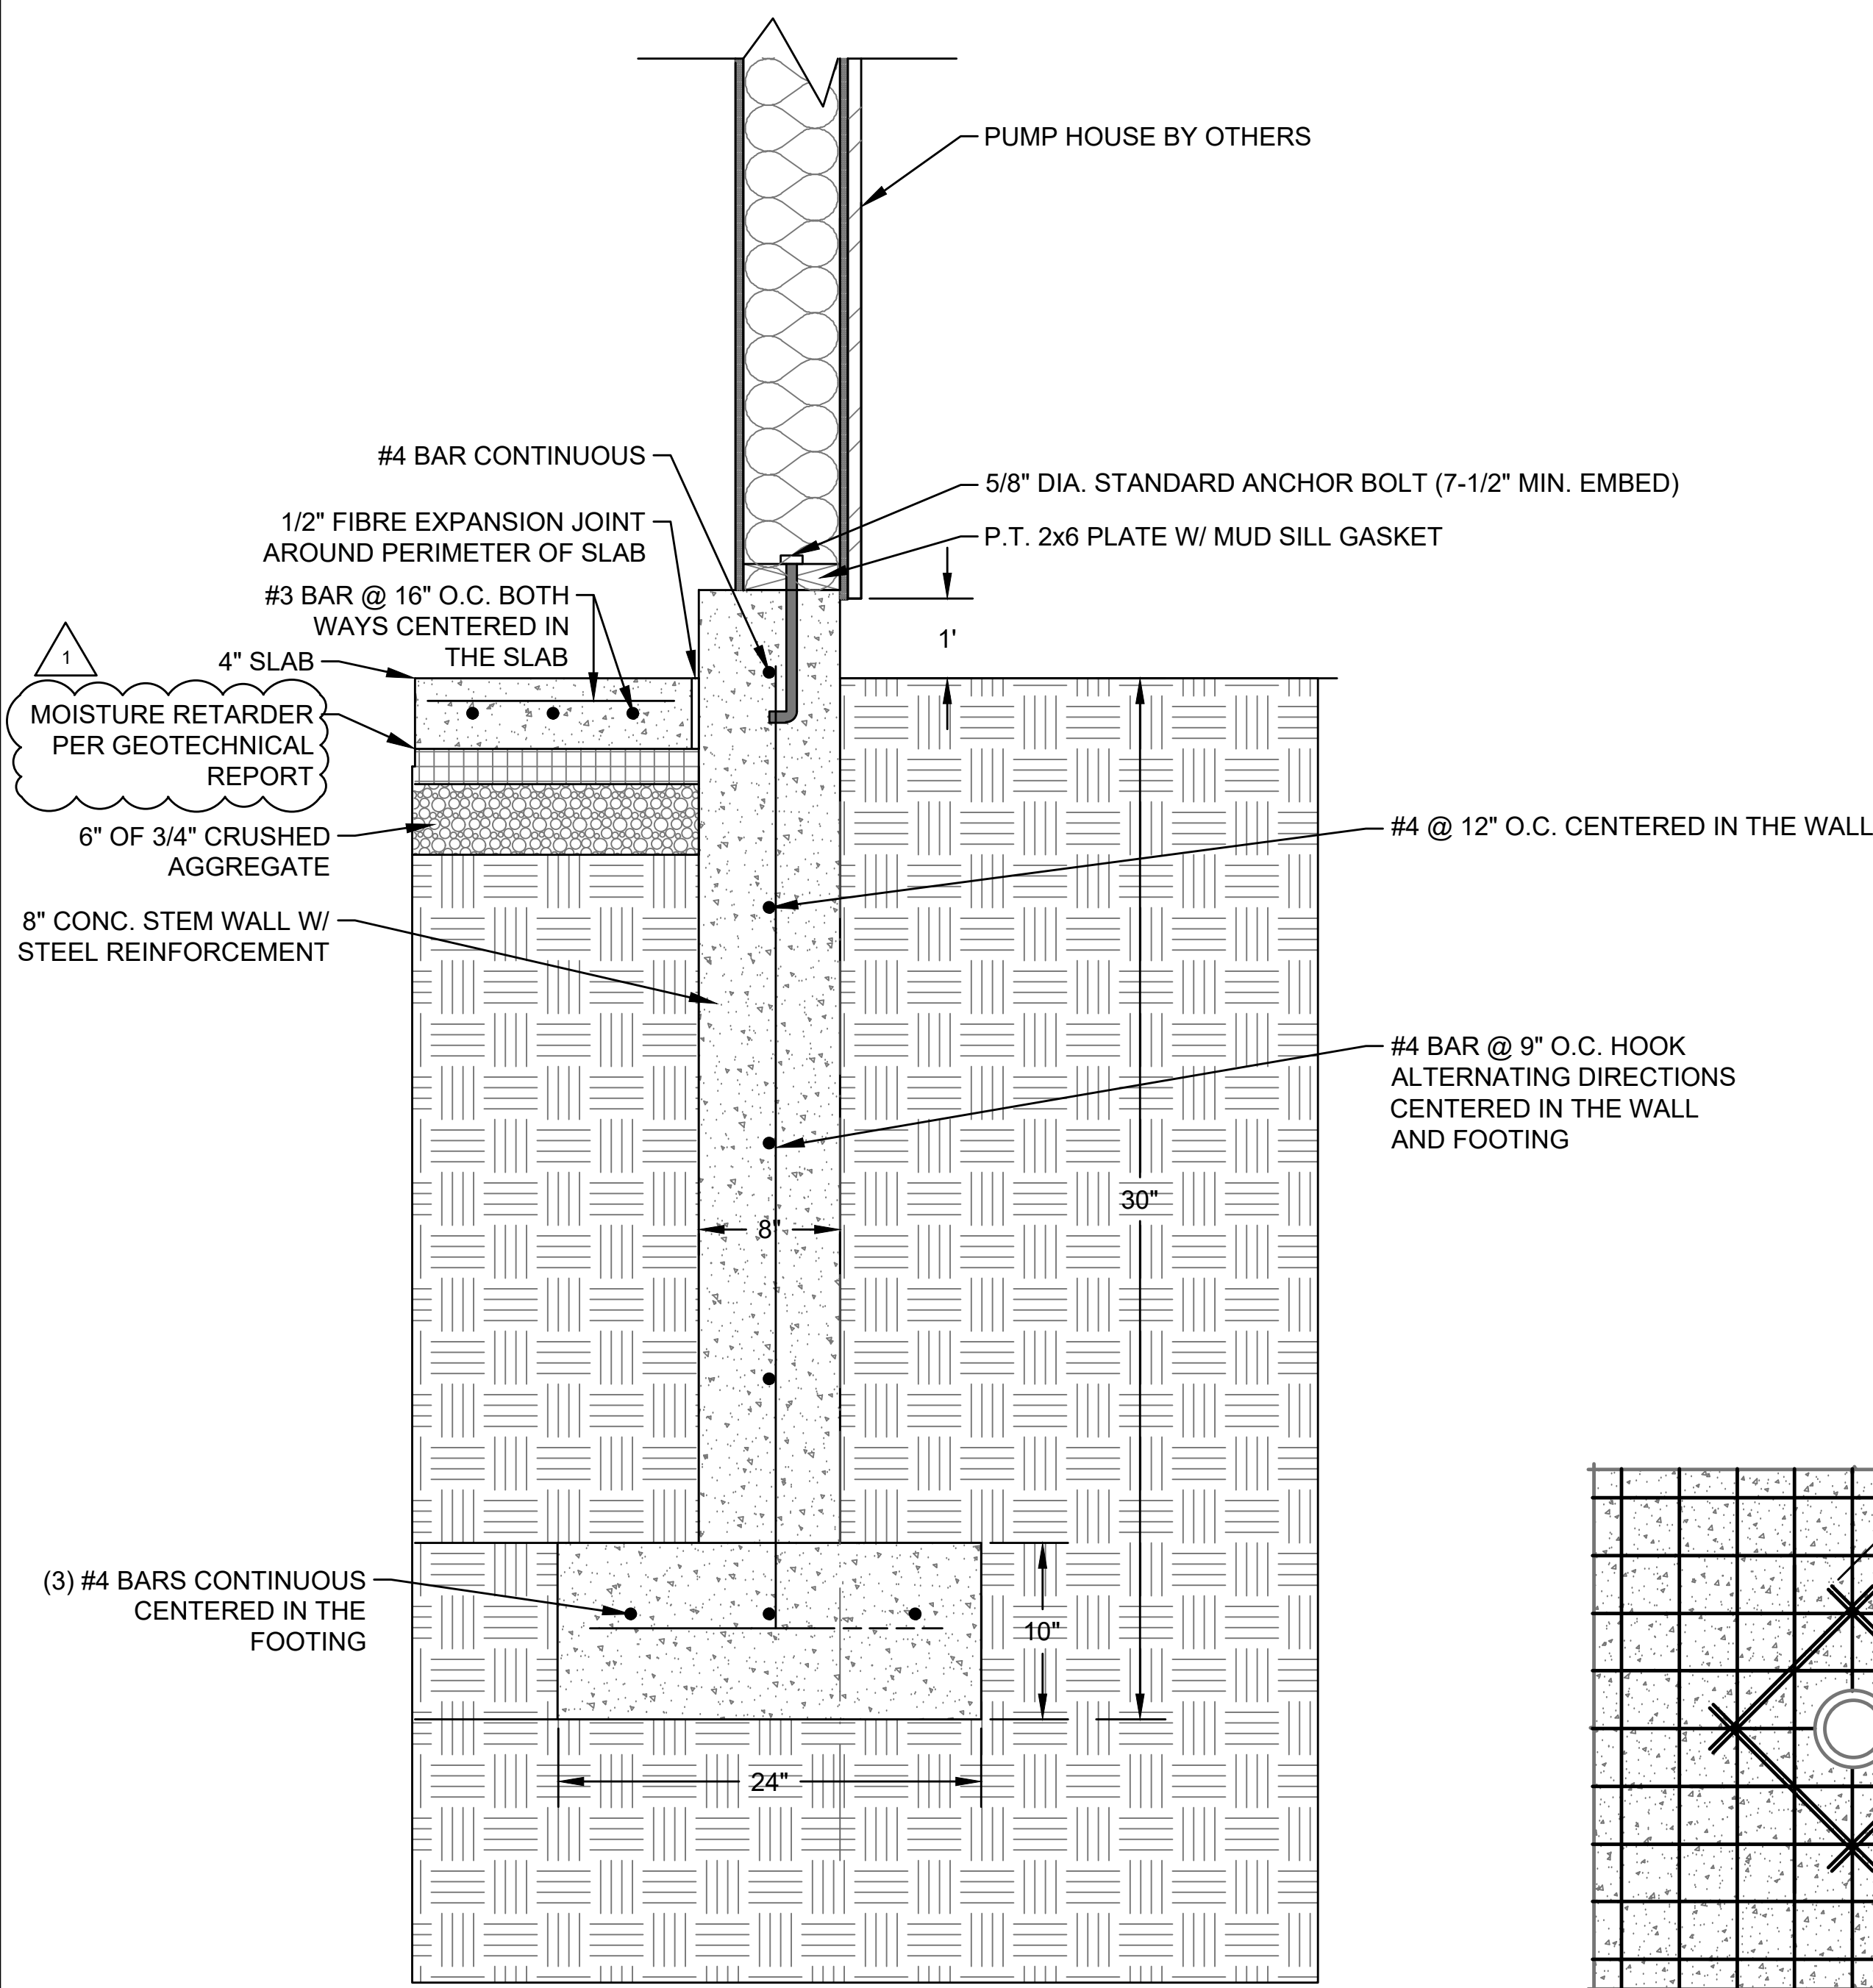 PUMP HOUSE BY OTHERS
#4 BAR CONTINUOUS
5/8" DIA. STANDARD ANCHOR BOLT (7-1/2" MIN. EMBED)
1/2" FIBRE EXPANSION JOINT
AROUND PERIMETER OF SLAB
P.T. 2x6 PLATE W/ MUD SILL GASKET
#3 BAR @ 16" O.C. BOTH
WAYS CENTERED IN
THE SLAB
1'
1
4" SLAB
MOISTURE RETARDER
PER GEOTECHNICAL
REPORT
6" OF 3/4" CRUSHED
AGGREGATE
#4 @ 12" O.C. CENTERED IN THE WALL
8" CONC. STEM WALL W/
STEEL REINFORCEMENT
#4 BAR @ 9" O.C. HOOK
ALTERNATING DIRECTIONS
CENTERED IN THE WALL
AND FOOTING
30"
8"
(3) #4 BARS CONTINUOUS
CENTERED IN THE
FOOTING
10"
24"